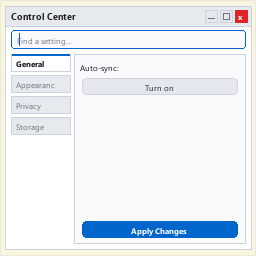 Control Center
x
Find a setting...
General
Appearanc
Privacy
Storage
Auto-sync:
Turn on
Apply Changes